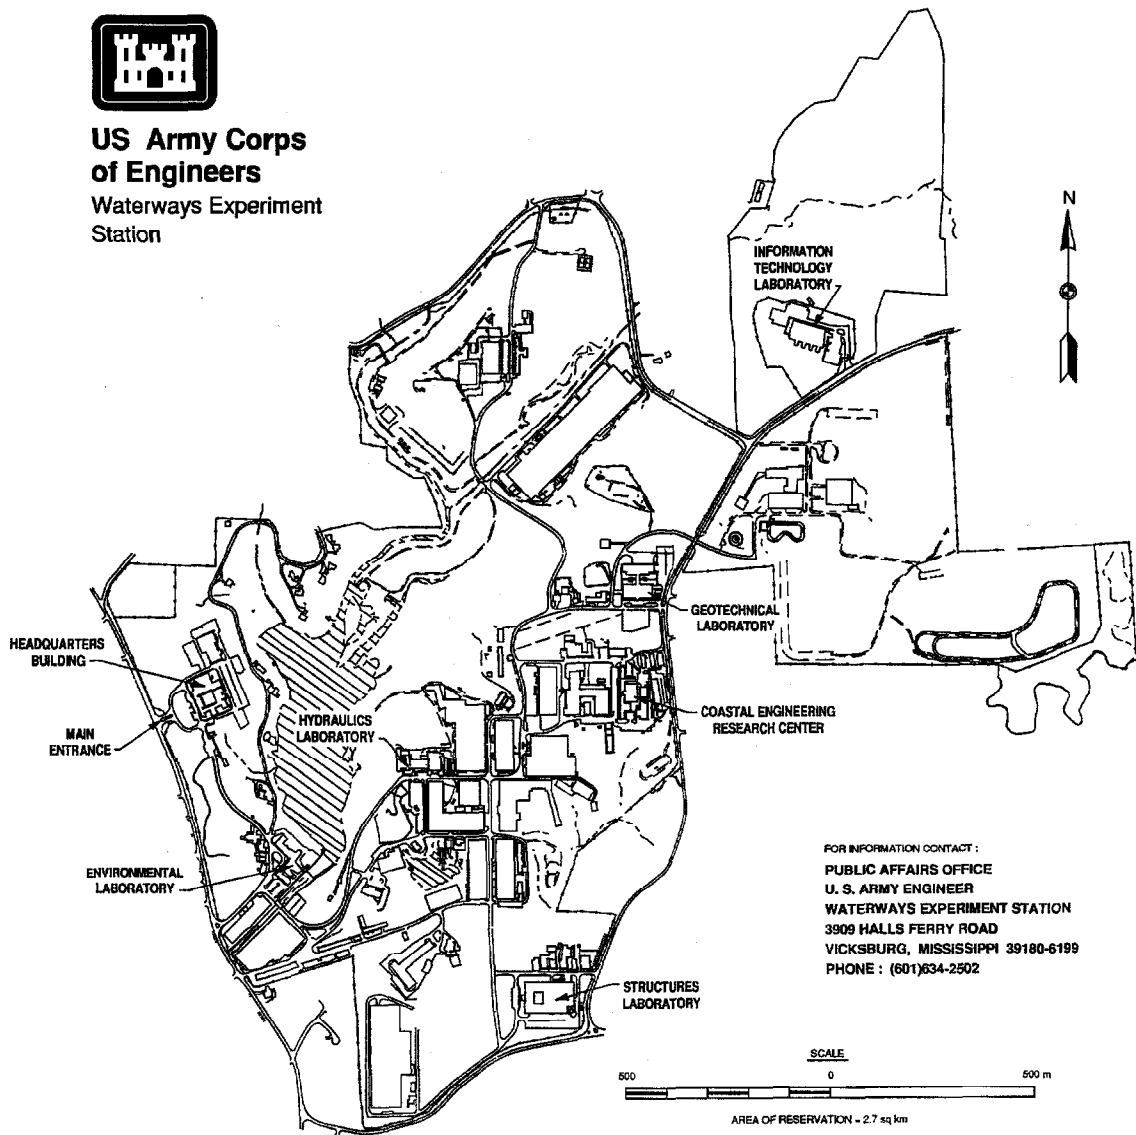 US Army Corps
of Engineers
Waterways Experiment
Station
N
INFORMATION
TECHNOLOGY
LABORATORY
GEOTECHNICAL
LABORATORY
HEADQUARTERS
BUILDING
MAIN
ENTRANCE
HYDRAULICS
LABORATORY
COASTAL ENGINEERING
RESEARCH CENTER
ENVIRONMENTAL
LABORATORY
STRUCTURES
LABORATORY
FOR INFORMATION CONTACT :
PUBLIC AFFAIRS OFFICE
U. S. ARMY ENGINEER
WATERWAYS EXPERIMENT STATION
3909 HALLS FERRY ROAD
VICKSBURG, MISSISSIPPI 39180-6199
PHONE : (601)634-2502
SCALE
500 0 500 m
AREA OF RESERVATION = 2.7 sq km